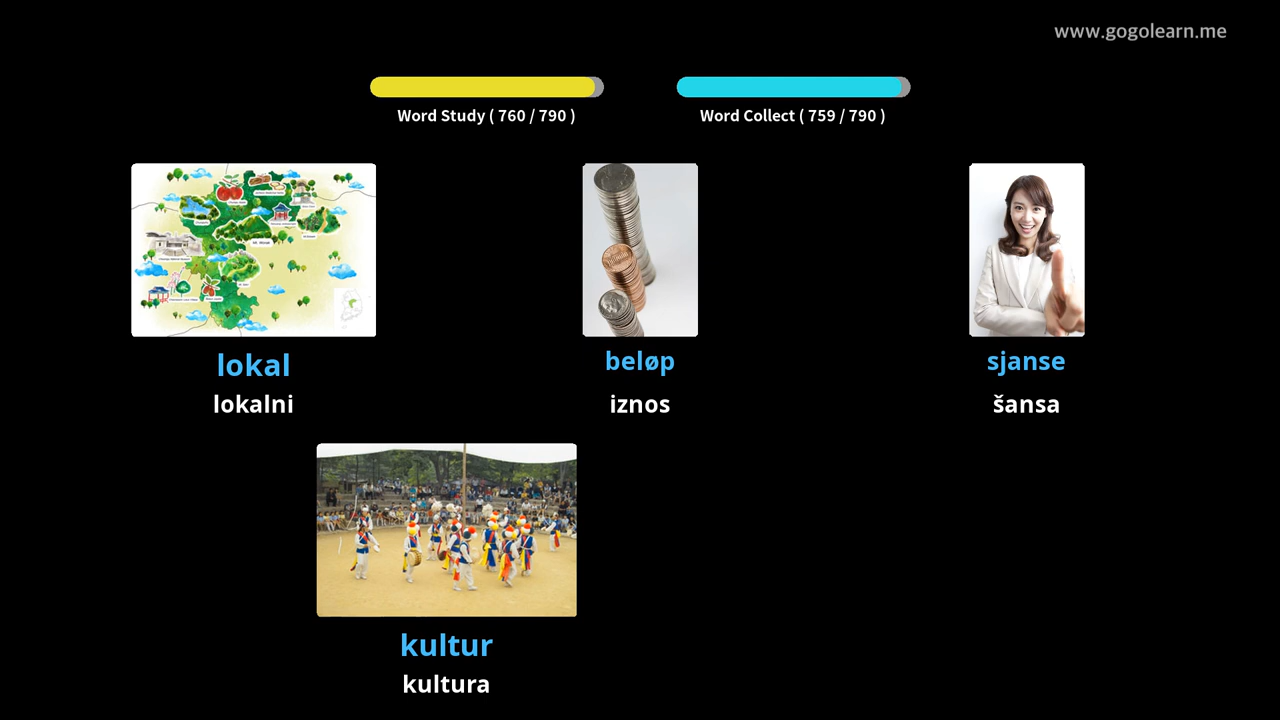 www.gogolearn.me
Word Study ( 760 / 790 )
Word Collect ( 759 / 790 )
lokal
lokalni
beløp
iznos
sjanse
šansa
kultur
kultura